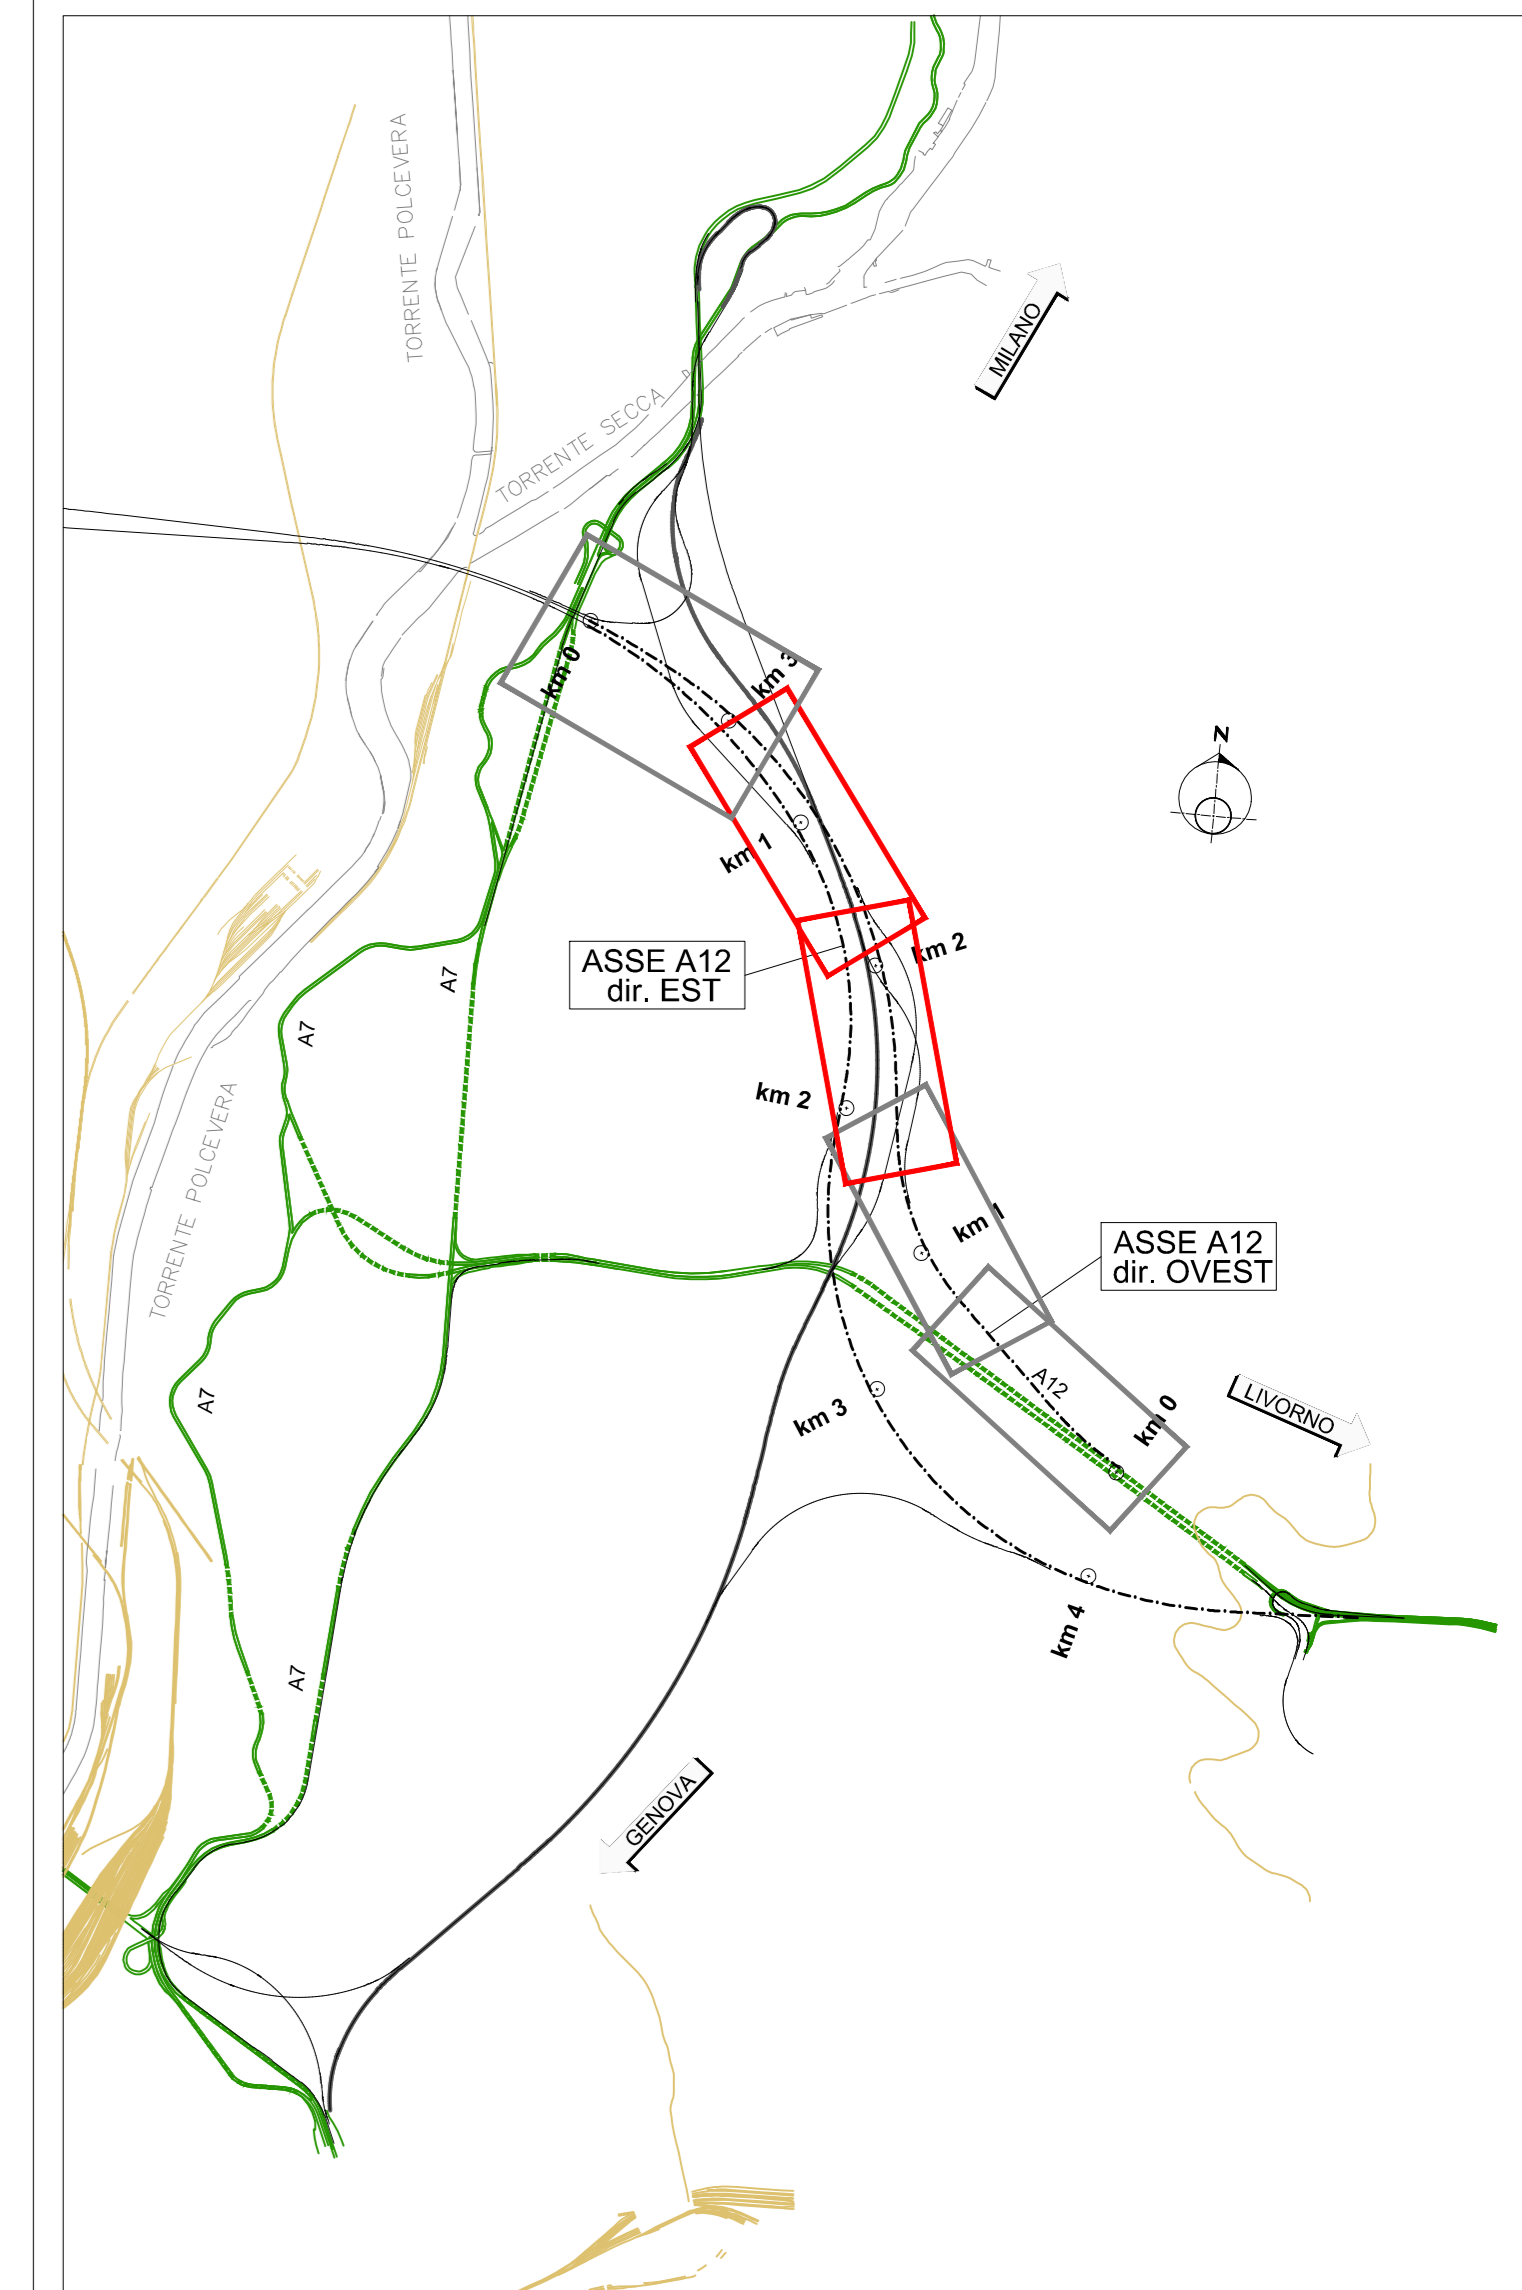 TORRENTE POLCEVERA
MILANO
TORRENTE SECCA
km 0
km 3
N
km 1
km 2
ASSE A12
dir. EST
A7
A7
km 2
TORRENTE POLCEVERA
km 1
ASSE A12
dir. OVEST
A12
A7
km 3
km 0
LIVORNO
km 4
A7
GENOVA